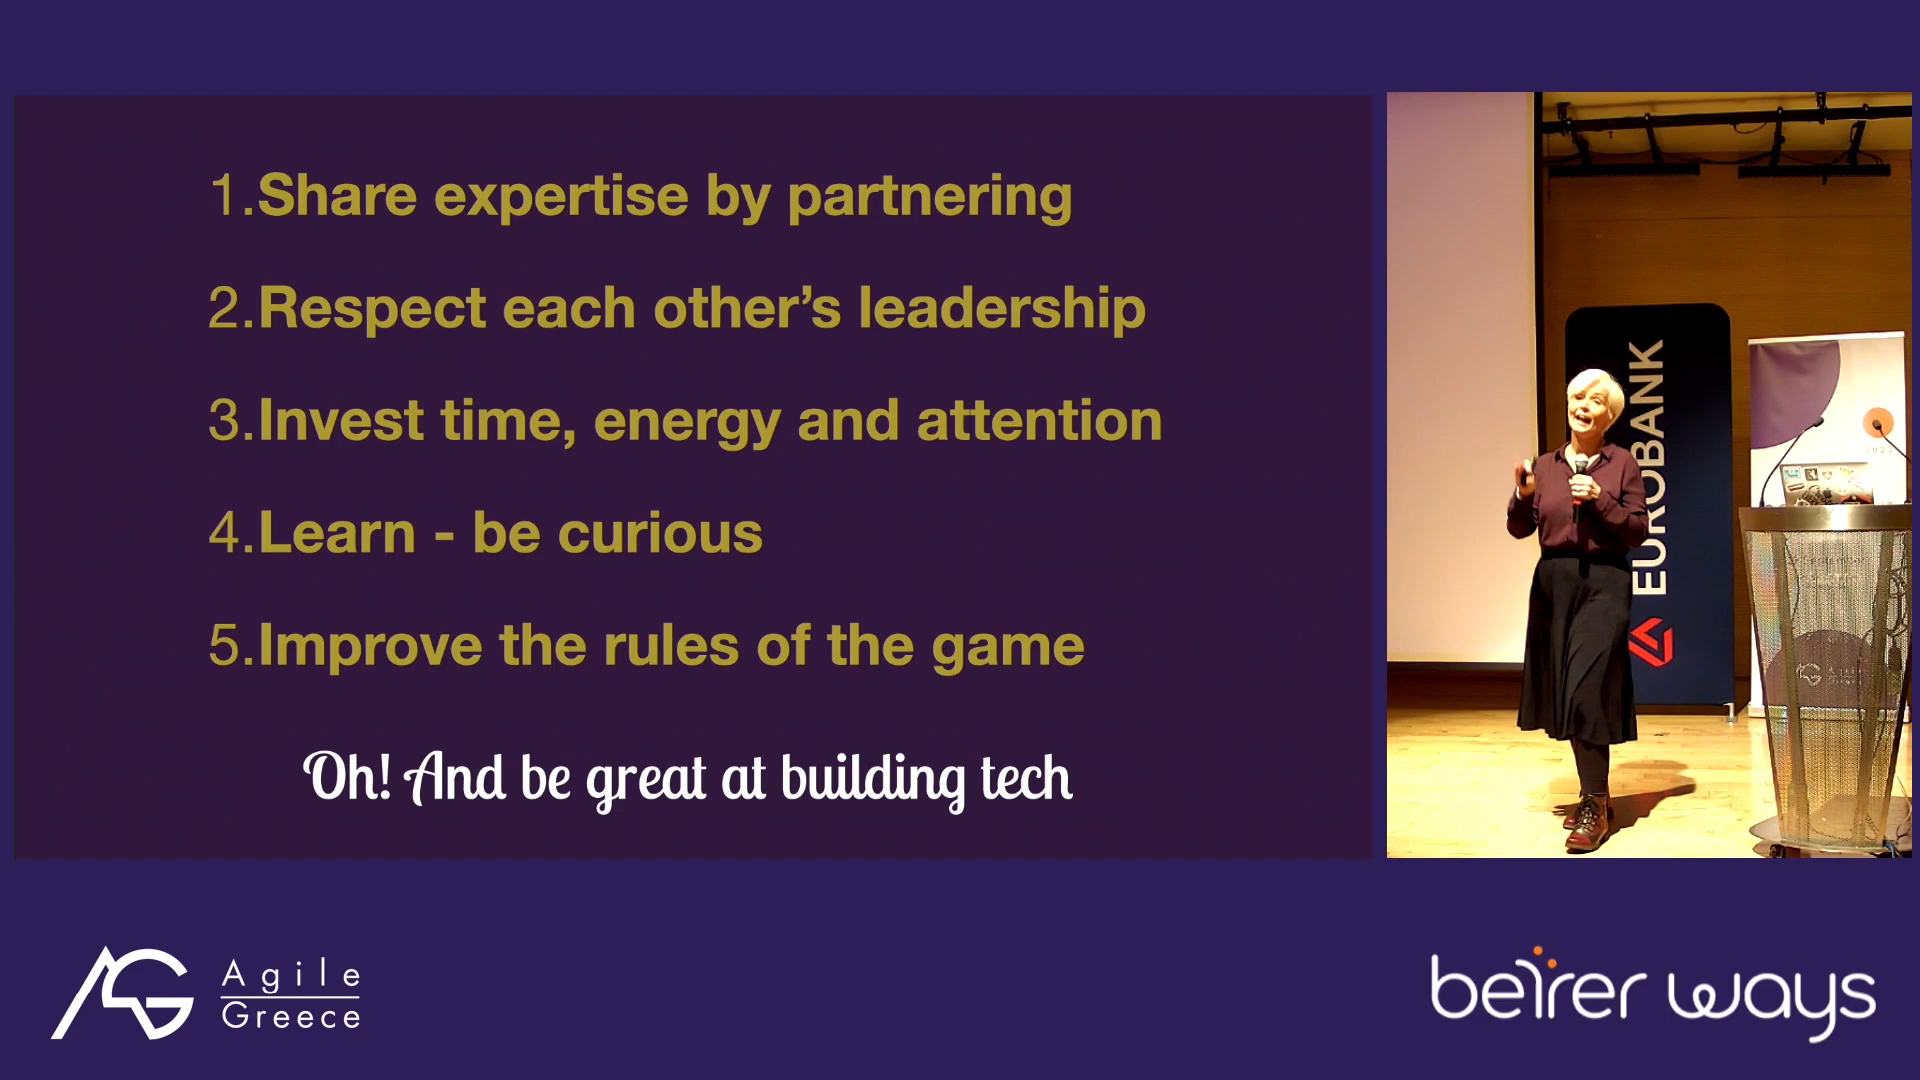 1.Share expertise by partnering
2.Respect each other’s leadership
3.Invest time, energy and attention
4.Learn - be curious
5.Improve the rules of the game
Oh! And be great at building tech
EUROBANK
2023
AG Agile
Greece
better ways